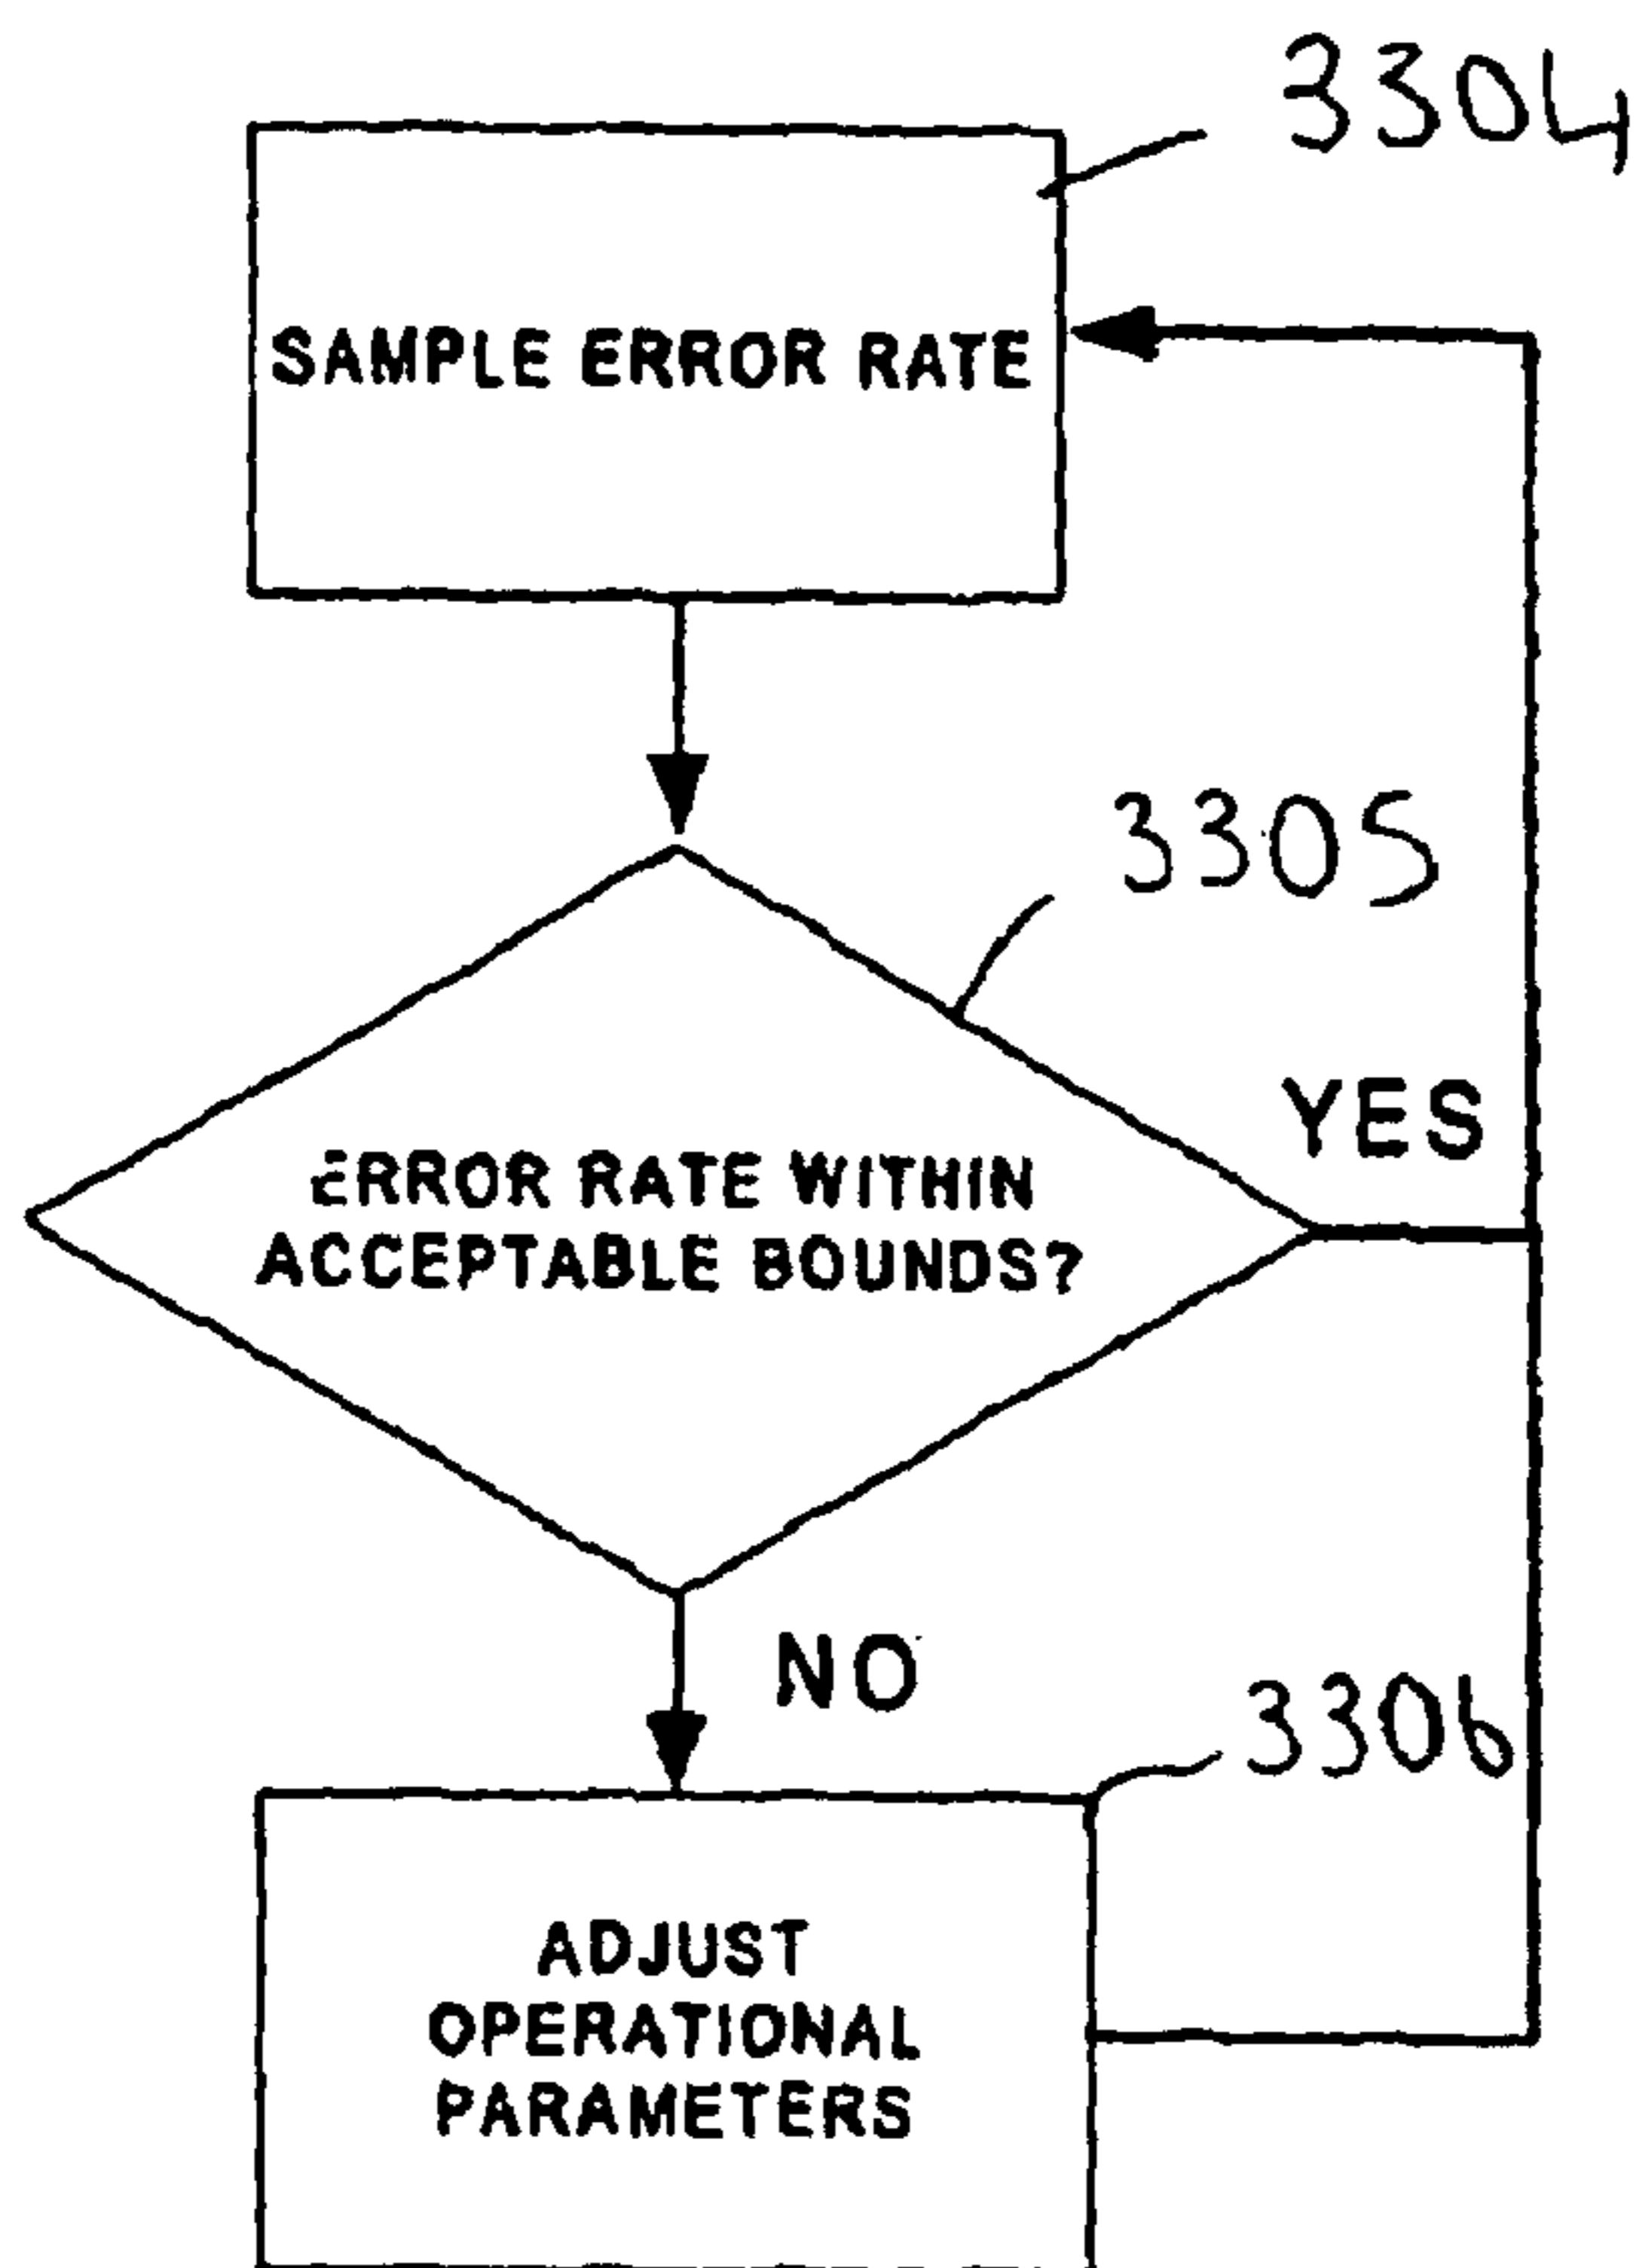 3304
SAMPLE ERROR RATE
3305
YES
ERROR RATE WITHIN
ACCEPTABLE BOUNDS?
NO
3306
ADJUST
OPERATIONAL
PARAMETERS